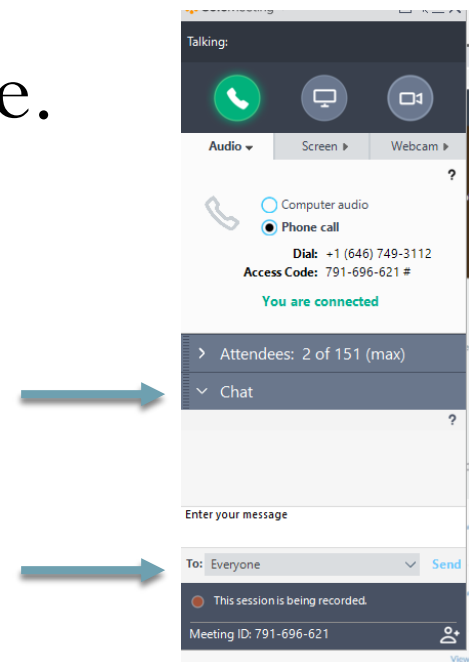 e.
Talking:
Audio Screen Webcam
?
Computer audio
Phone call
Dial: +1 (646) 749-3112
Access Code: 791-696-621 #
You are connected
Attendees: 2 of 151 (max)
Chat
?
Enter your message
To: Everyone Send
This session is being recorded.
Meeting ID: 791-696-621
View